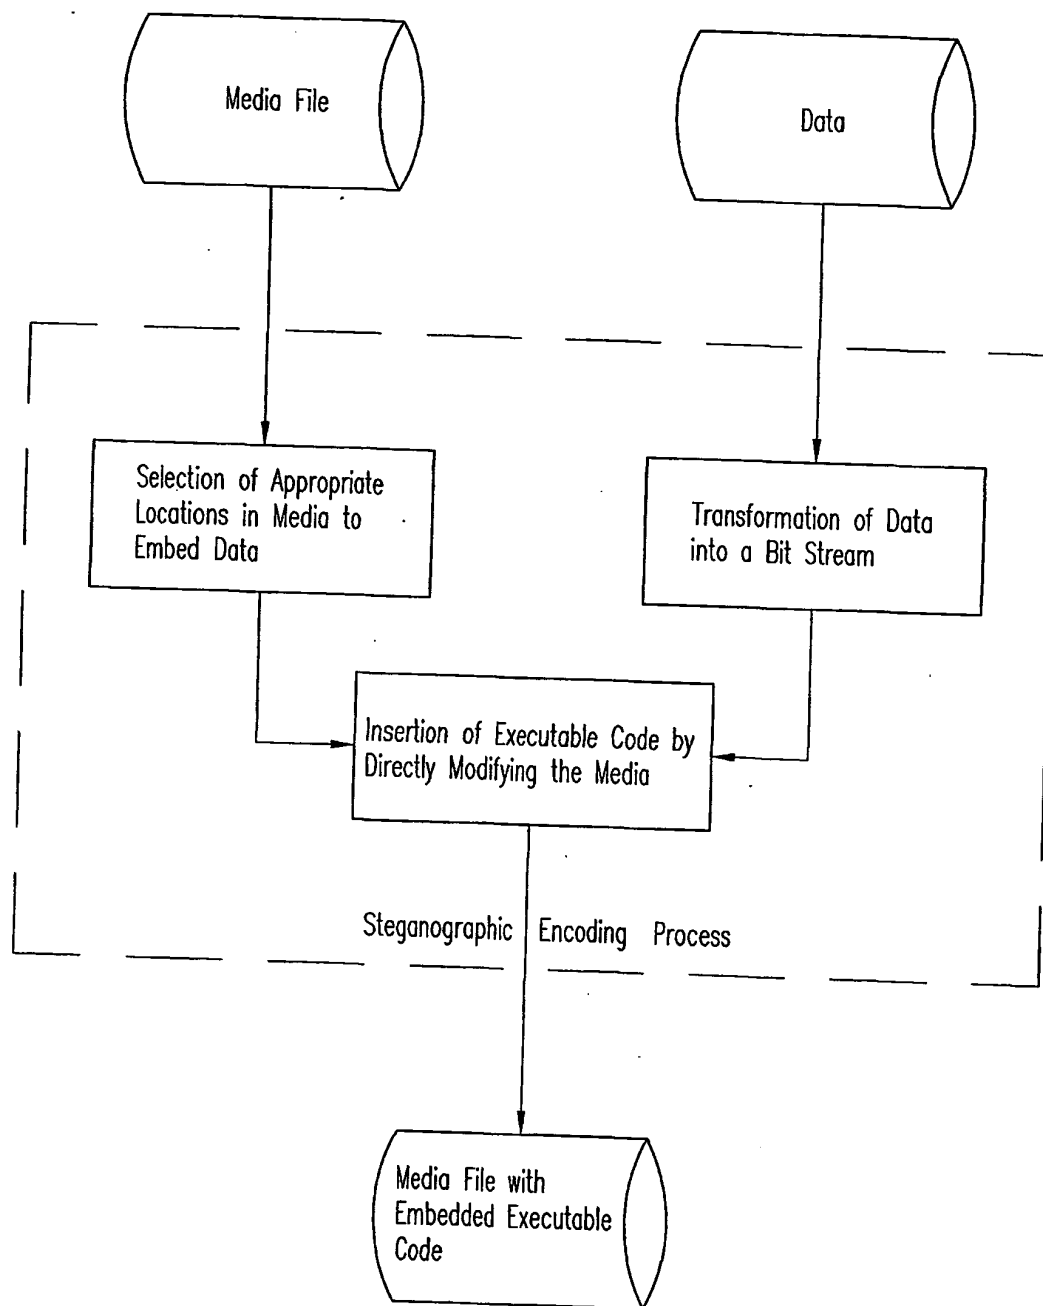 Media File
Data
Selection of Appropriate
Locations in Media to
Embed Data
Transformation of Data
into a Bit Stream
Insertion of Executable Code by
Directly Modifying the Media
Steganographic Encoding Process
Media File with
Embedded Executable
Code